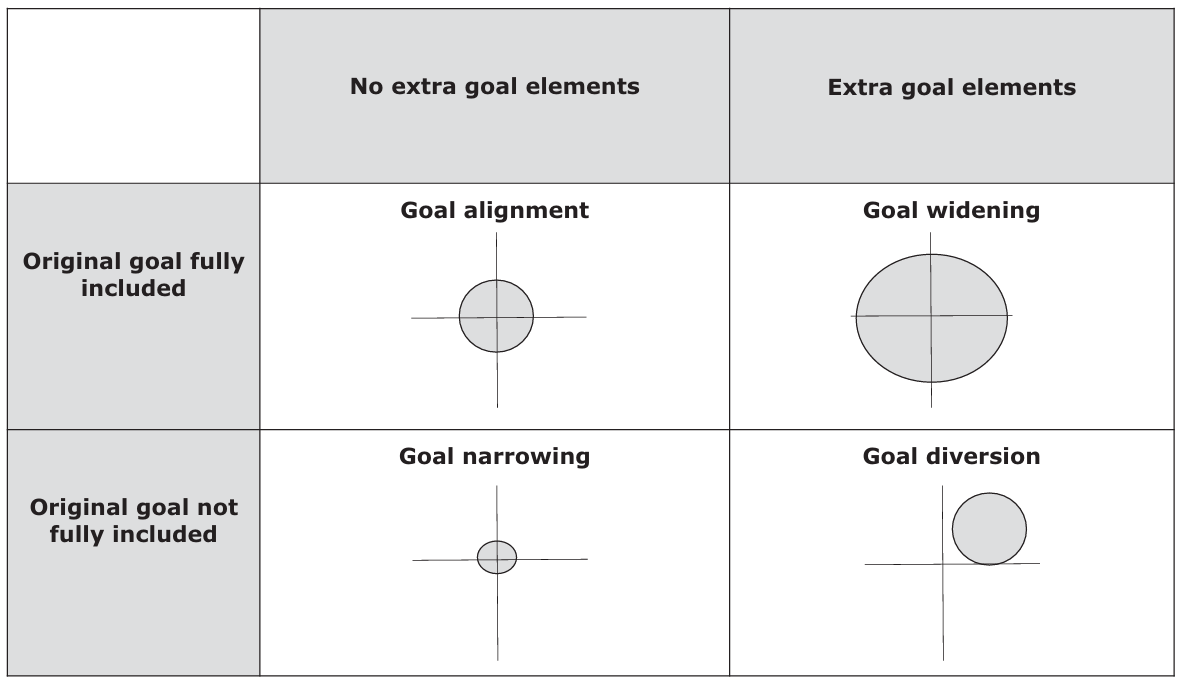 No extra goal elements
Extra goal elements
Original goal fully
included
Goal alignment
Goal widening
Original goal not
fully included
Goal narrowing
Goal diversion